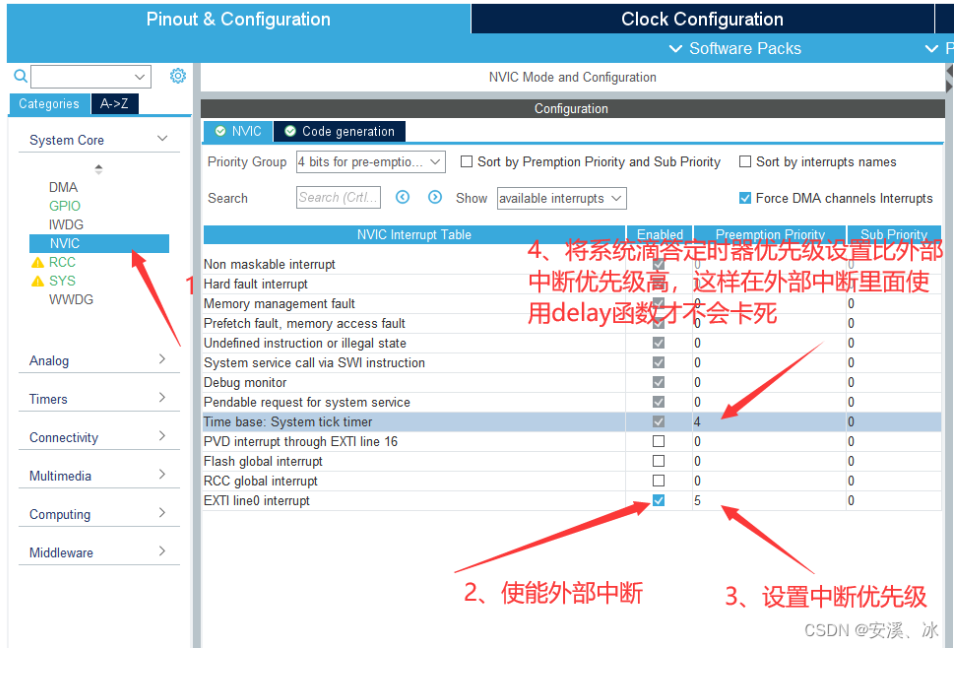 Pinout & Configuration
Clock Configuration
Software Packs
P
NVIC Mode and Configuration
Categories
A->Z
Configuration
NVIC
Code generation
System Core
Priority Group
4 bits for pre-emptio...
Sort by Premption Priority and Sub Priority
Sort by interrupts names
Search
Search (Crtl...
Show
available interrupts
Force DMA channels Interrupts
DMA
GPIO
IWDG
NVIC
RCC
SYS
WWDG
1
Analog
Timers
Connectivity
Multimedia
Computing
Middleware
NVIC Interrupt Table
Enabled
Preemption Priority
Sub Priority
4、将系统滴答定时器优先级设置比外部
中断优先级高，这样在外部中断里面使
用delay函数才不会卡死
Non maskable interrupt 0 0
Hard fault interrupt 0 0
Memory management fault 0 0
Prefetch fault, memory access fault 0 0
Undefined instruction or illegal state 0 0
System service call via SWI instruction 0 0
Debug monitor 0 0
Pendable request for system service 0 0
Time base: System tick timer 4 0
PVD interrupt through EXTI line 16 0 0
Flash global interrupt 0 0
RCC global interrupt 0 0
EXTI line0 interrupt 5 0
2、使能外部中断
3、设置中断优先级
CSDN @安溪、冰